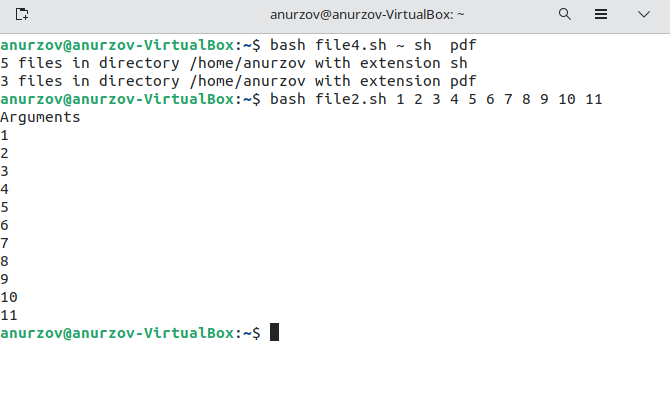 anurzov@anurzov-VirtualBox: ~
anurzov@anurzov-VirtualBox:~$ bash file4.sh ~ sh  pdf
5 files in directory /home/anurzov with extension sh
3 files in directory /home/anurzov with extension pdf
anurzov@anurzov-VirtualBox:~$ bash file2.sh 1 2 3 4 5 6 7 8 9 10 11
Arguments
1
2
3
4
5
6
7
8
9
10
11
anurzov@anurzov-VirtualBox:~$